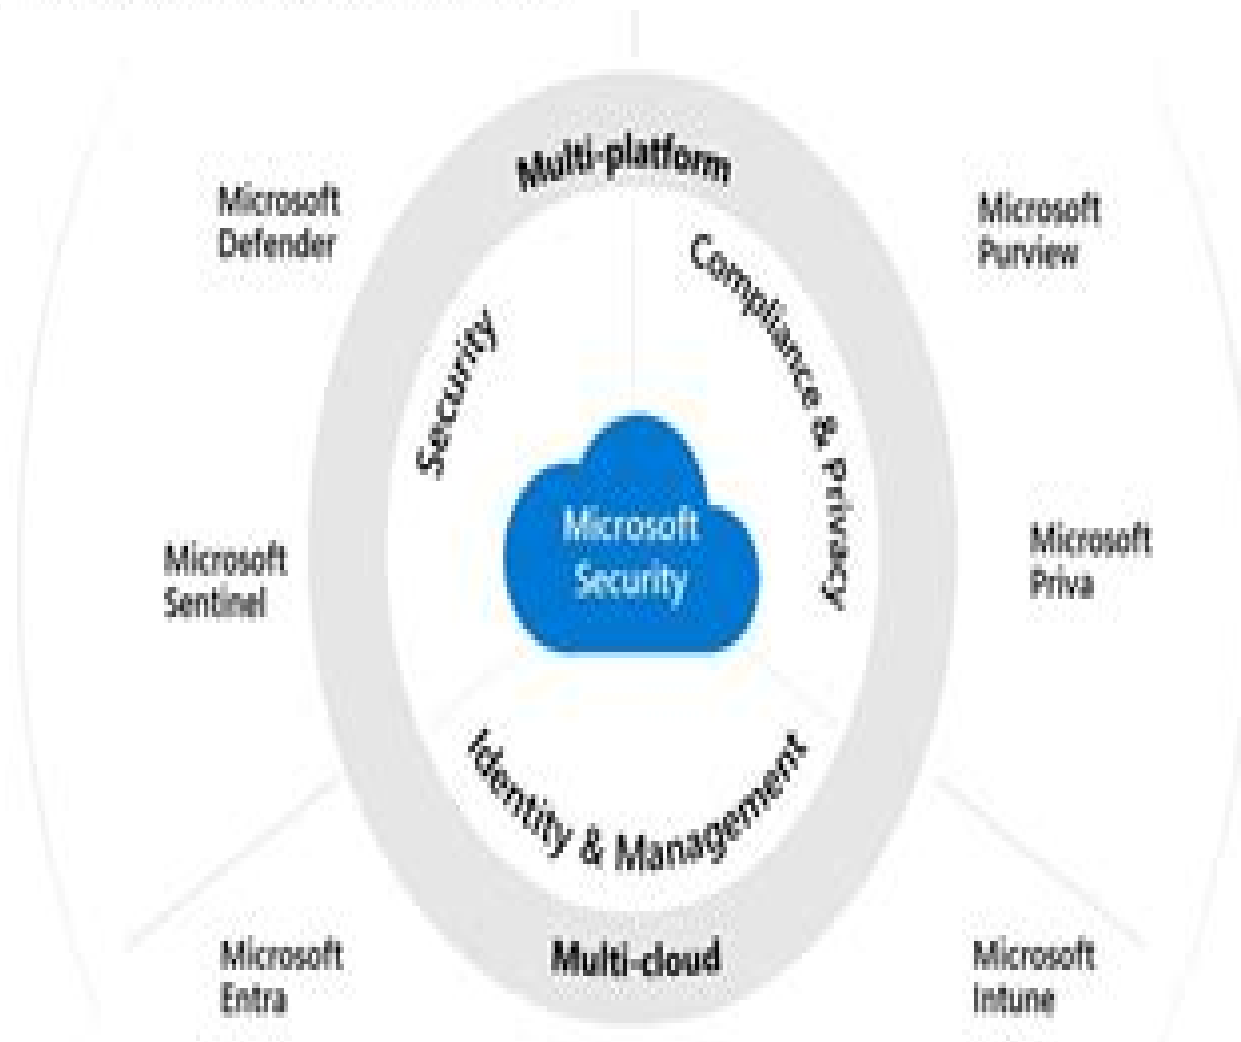 Multi-platform
Microsoft
Defender
Microsoft
Purview
Security
Compliance & Privacy
Microsoft
Security
Microsoft
Sentinel
Microsoft
Priva
Identity & Management
Multi-cloud
Microsoft
Entra
Microsoft
Intune